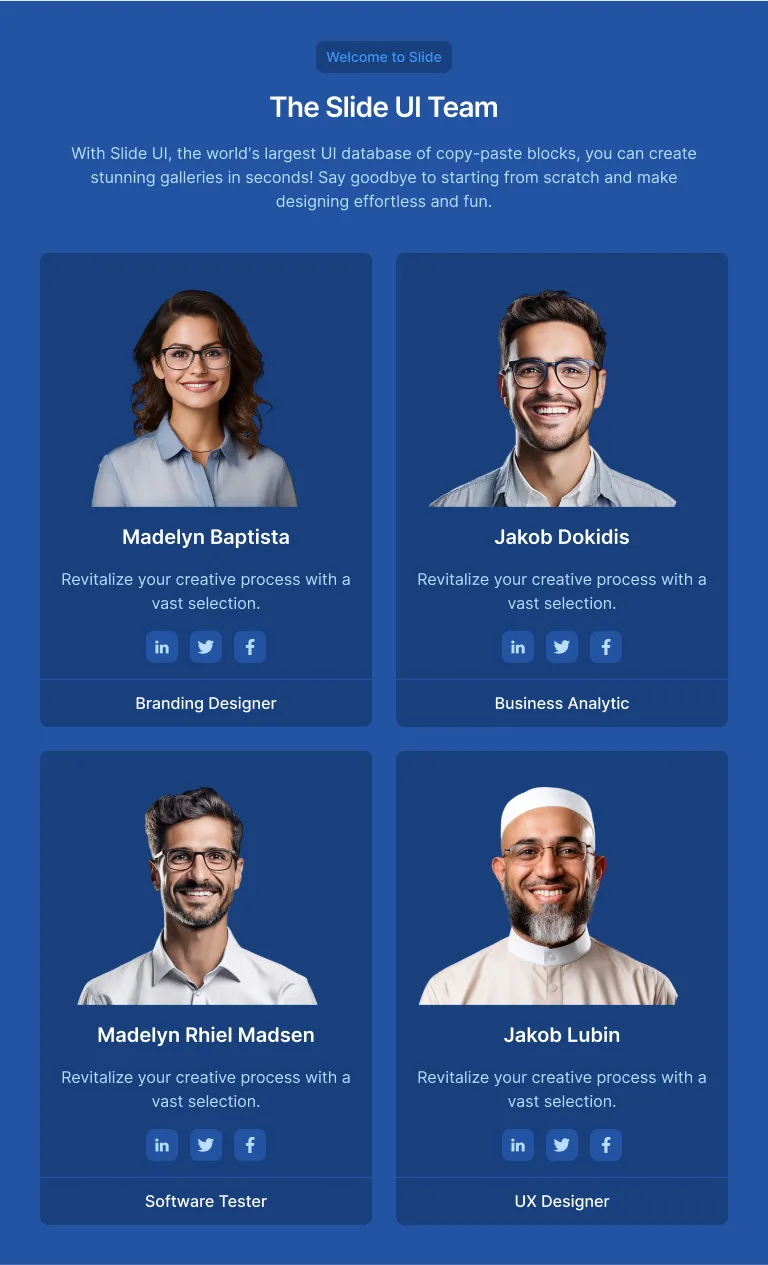 Welcome to Slide
The Slide UI Team
With Slide UI, the world's largest UI database of copy-paste blocks, you can create
stunning galleries in seconds! Say goodbye to starting from scratch and make
designing effortless and fun.
Madelyn Baptista
Revitalize your creative process with a
vast selection.
in
f
Branding Designer
Jakob Dokidis
Revitalize your creative process with a
vast selection.
in
f
Business Analytic
Madelyn Rhiel Madsen
Revitalize your creative process with a
vast selection.
in
f
Software Tester
Jakob Lubin
Revitalize your creative process with a
vast selection.
in
f
UX Designer